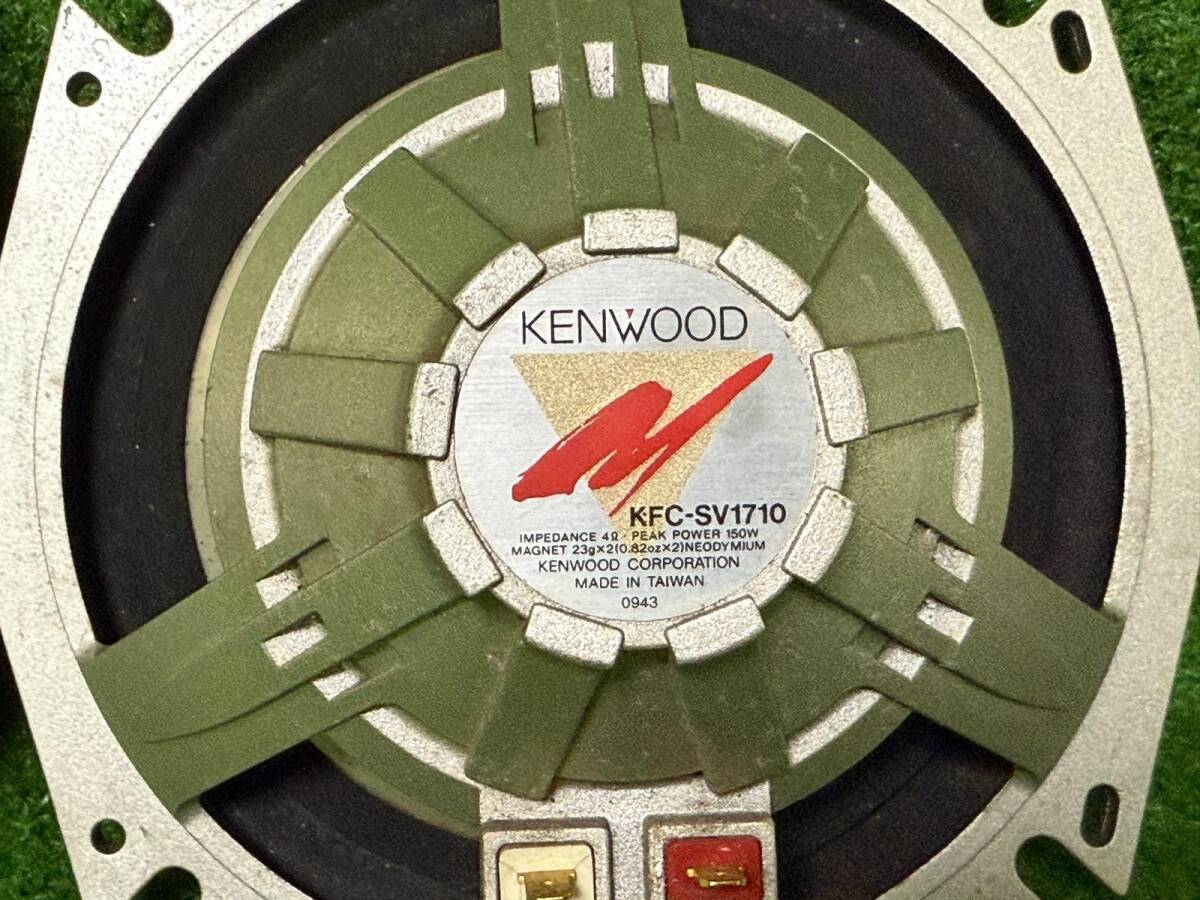 KENWOOD
KFC-SV1710
IMPEDANCE 4Ω · PEAK POWER 150W
MAGNET 23g×2(0.82oz×2)NEODYMIUM
KENWOOD CORPORATION
MADE IN TAIWAN
0943